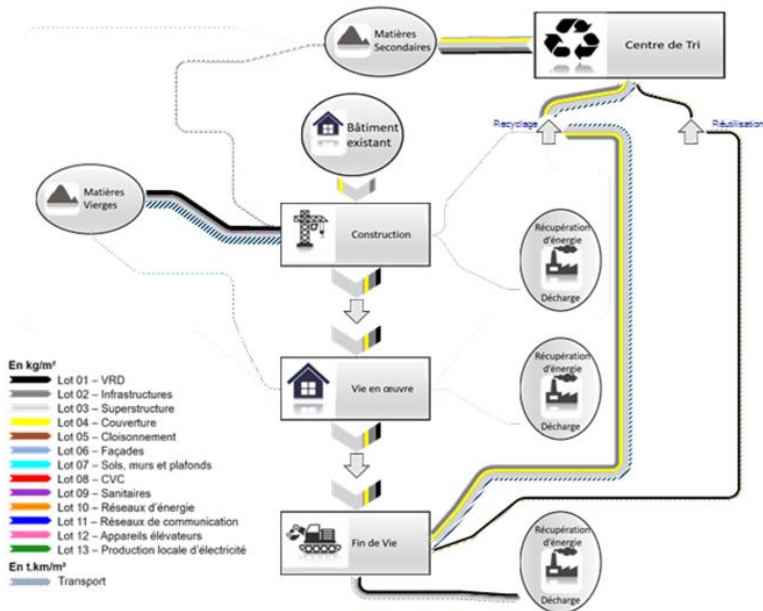 Matières
Secondaires
Centre de Tri
Recyclage
Réutilisation
Bâtiment
existant
Matières
Vierges
Construction
Récupération
d'énergie
Décharge
Récupération
d'énergie
Décharge
Vie en œuvre
En kg/m²
Lot 01 – VRD
Lot 02 – Infrastructures
Lot 03 – Superstructure
Lot 04 – Couverture
Lot 05 – Cloisonnement
Lot 06 – Façades
Lot 07 – Sols, murs et plafonds
Lot 08 – CVC
Lot 09 – Sanitaires
Lot 10 – Réseaux d'énergie
Lot 11 – Réseaux de communication
Lot 12 – Appareils élévateurs
Lot 13 – Production locale d'électricité
En t.km/m²
Transport
Fin de Vie
Récupération
d'énergie
Décharge